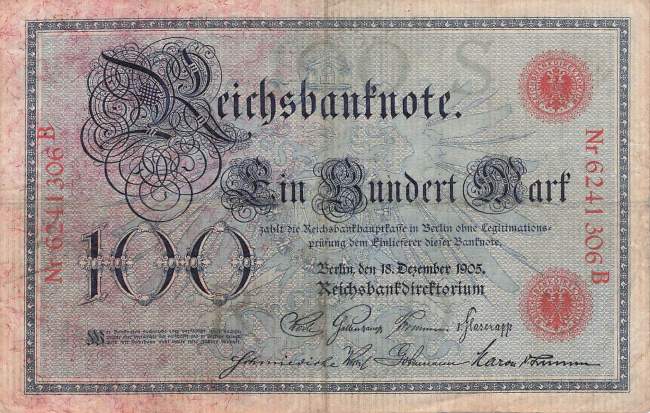 Reichsbanknote.
Ein Hundert Mark
zahlt die Reichsbankhauptkasse in Berlin ohne Legitimations-
prüfung dem Einlieferer dieser Banknote.
Berlin, den 18. Dezember 1905.
Reichsbankdirektorium
100
Nr 6241306 B
Nr 6241306 B
v. Glasenapp